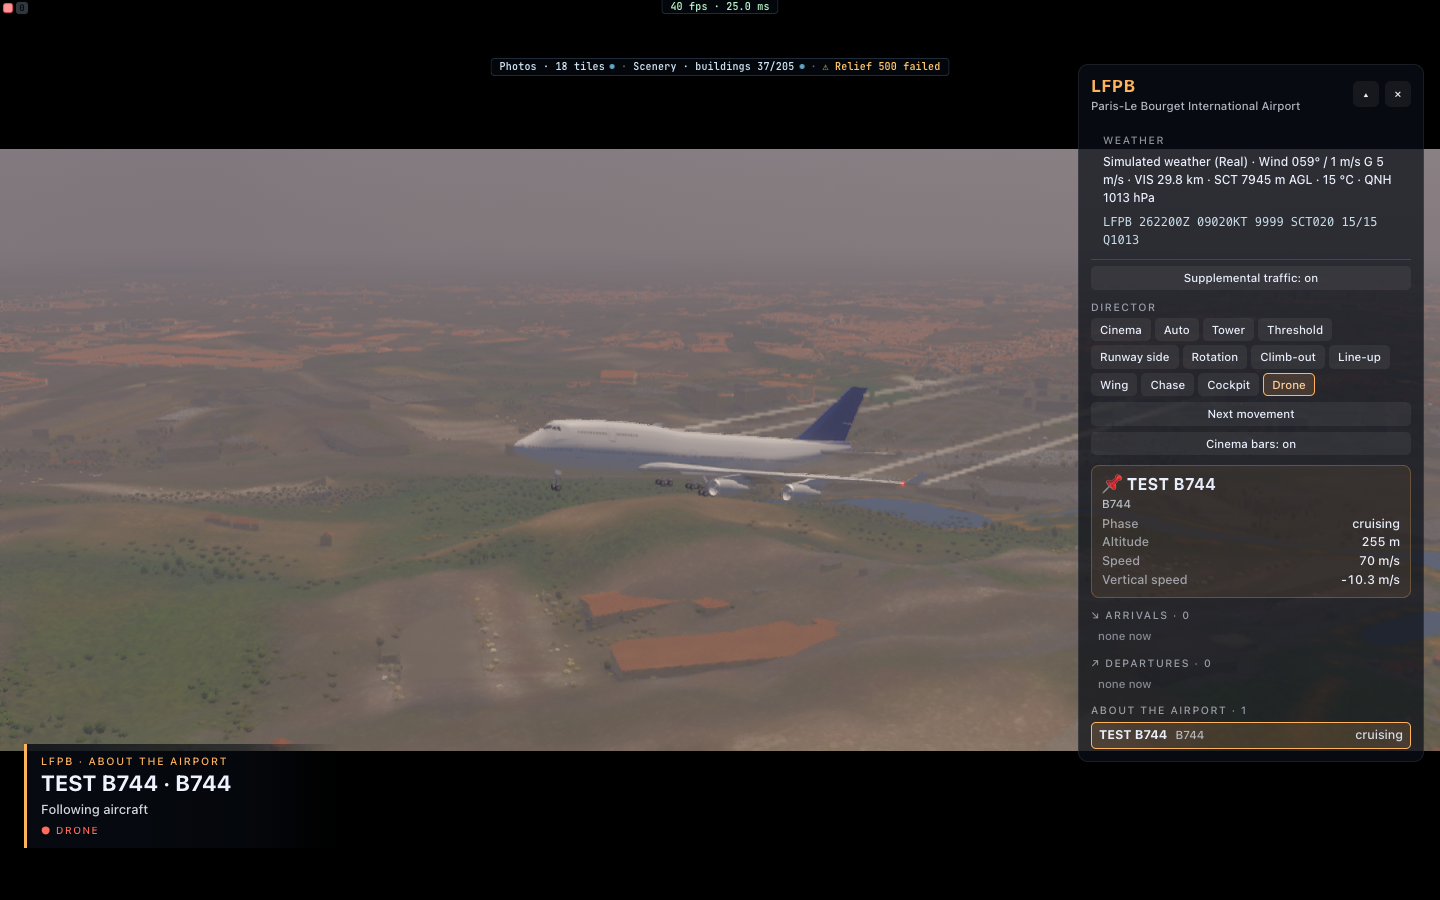 0
40 fps · 25.0 ms
Photos · 18 tiles · Scenery · buildings 37/205 · ⚠ Relief 500 failed
LFPB
Paris-Le Bourget International Airport
WEATHER
Simulated weather (Real) · Wind 059° / 1 m/s G 5
m/s · VIS 29.8 km · SCT 7945 m AGL · 15 °C · QNH
1013 hPa
LFPB 262200Z 09020KT 9999 SCT020 15/15
Q1013
Supplemental traffic: on
DIRECTOR
Cinema Auto Tower Threshold
Runway side Rotation Climb-out Line-up
Wing Chase Cockpit Drone
Next movement
Cinema bars: on
📌 TEST B744
B744
Phase cruising
Altitude 255 m
Speed 70 m/s
Vertical speed -10.3 m/s
↘ ARRIVALS · 0
none now
↗ DEPARTURES · 0
none now
ABOUT THE AIRPORT · 1
TEST B744 B744 cruising
LFPB · ABOUT THE AIRPORT
TEST B744 · B744
Following aircraft
DRONE